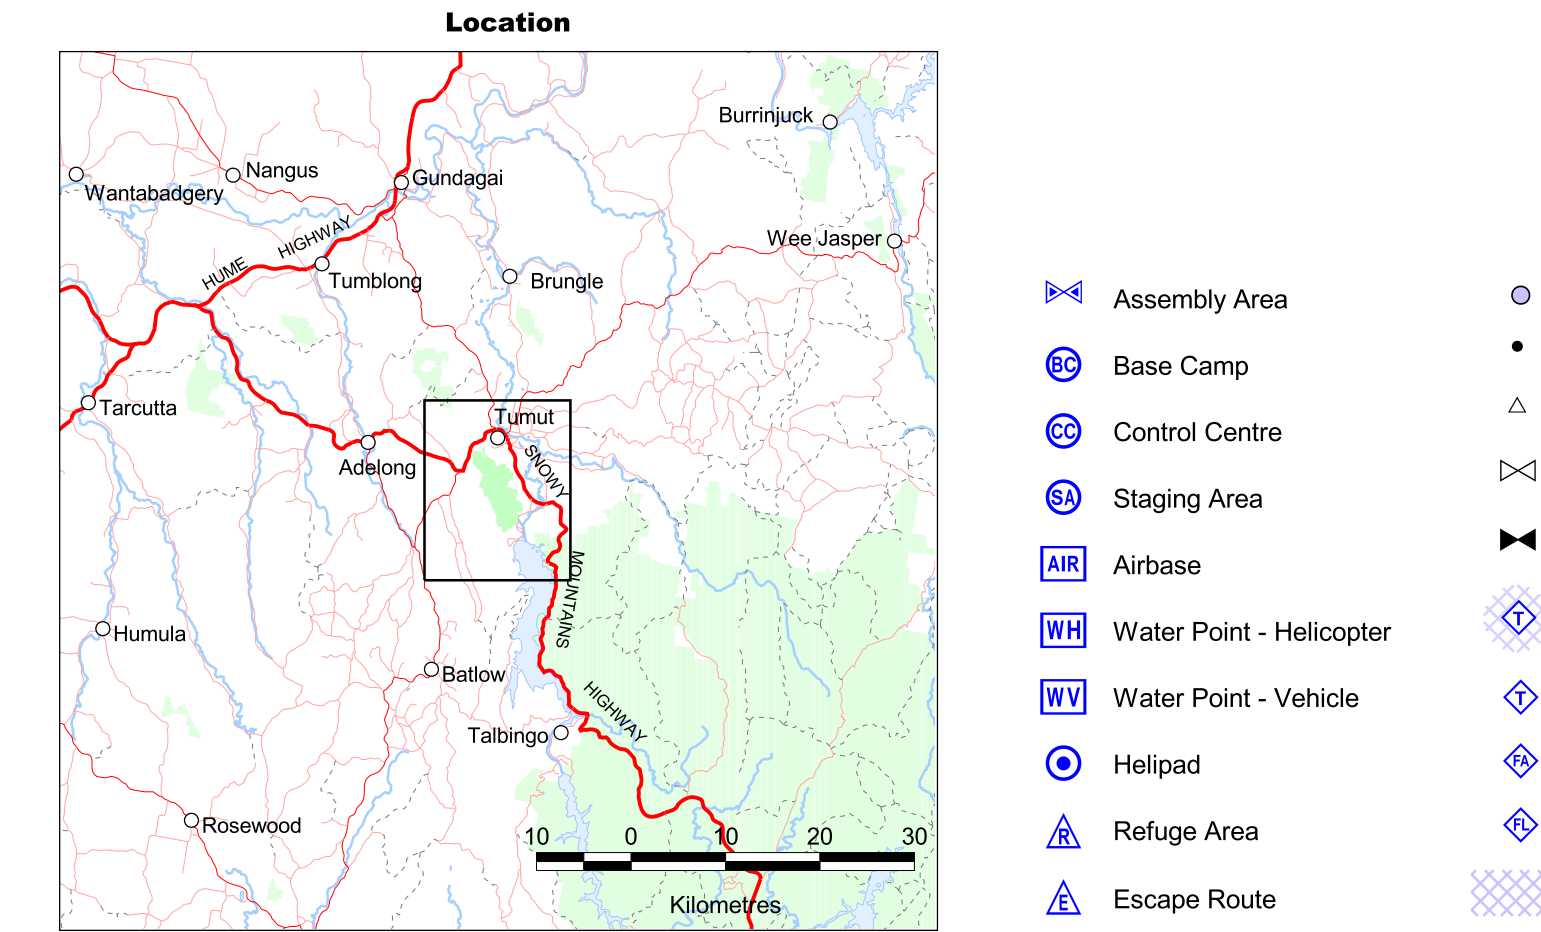 Location
Burrinjuck
Nangus
Gundagai
Wantabadgery
HUME HIGHWAY
Wee Jasper
Tumblong
Brungle
Tarcutta
Tumut
Adelong
SNOWY MOUNTAINS HIGHWAY
Humula
Batlow
Talbingo
Rosewood
10 0 10 20 30
Kilometres
Assembly Area
BC Base Camp
CC Control Centre
SA Staging Area
AIR Airbase
WH Water Point - Helicopter
WV Water Point - Vehicle
Helipad
R Refuge Area
E Escape Route
T
T
FA
FL